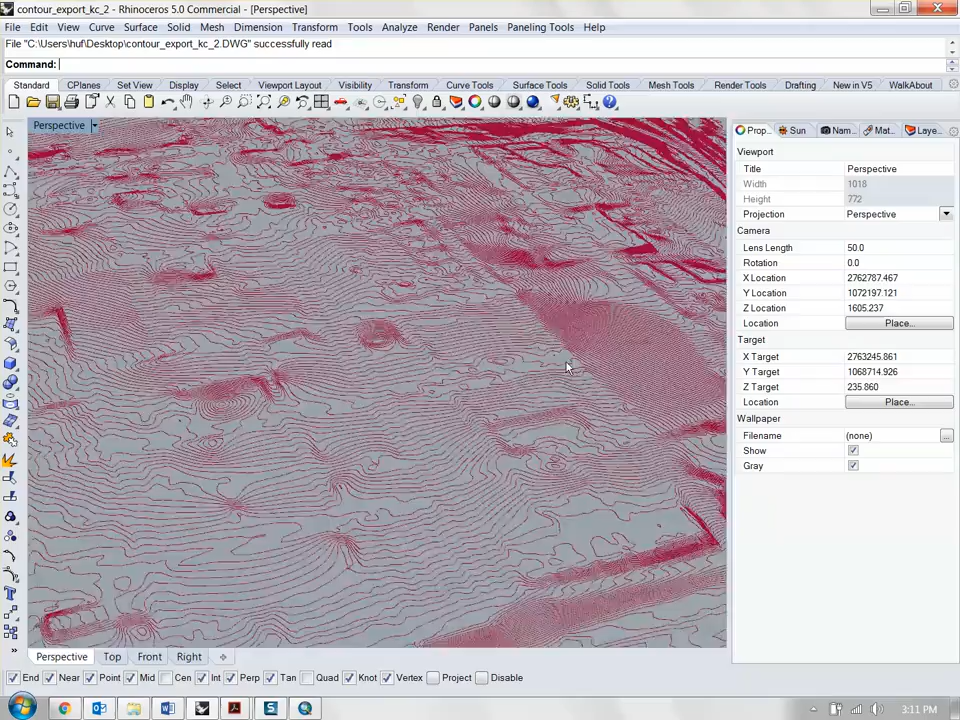 contour_export_kc_2 - Rhinoceros 5.0 Commercial - [Perspective]
File Edit View Curve Surface Solid Mesh Dimension Transform Tools Analyze Render Panels Paneling Tools Help
File "C:\Users\huf\Desktop\contour_export_kc_2.DWG" successfully read
Command:
Standard CPlanes Set View Display Select Viewport Layout Visibility Transform Curve Tools Surface Tools Solid Tools Mesh Tools Render Tools Drafting New in V5 WalkAbout
Perspective
Prop... Sun Nam... Mat... Laye...
Viewport
Title Perspective
Width 1018
Height 772
Projection Perspective
Camera
Lens Length 50.0
Rotation 0.0
X Location 2762787.467
Y Location 1072197.121
Z Location 1605.237
Location Place...
Target
X Target 2763245.861
Y Target 1068714.926
Z Target 235.860
Location Place...
Wallpaper
Filename (none) ...
Show
Gray
Perspective Top Front Right
End Near Point Mid Cen Int Perp Tan Quad Knot Vertex Project Disable
3:11 PM